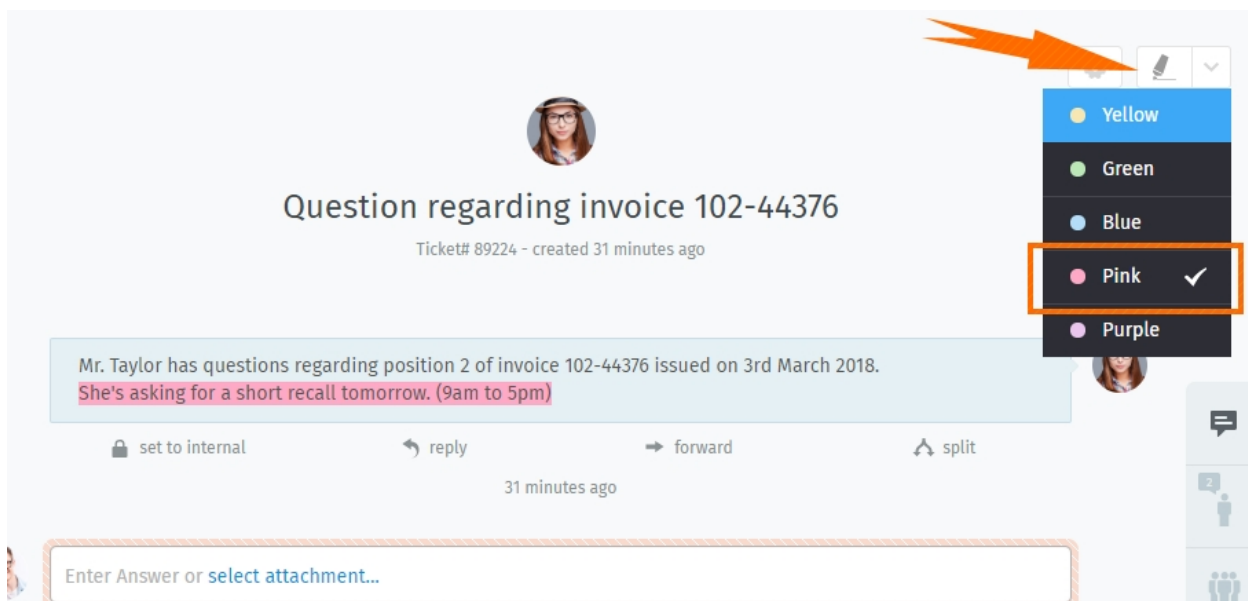 Yellow
Green
Blue
Pink
Purple
Question regarding invoice 102-44376
Ticket# 89224 - created 31 minutes ago
Mr. Taylor has questions regarding position 2 of invoice 102-44376 issued on 3rd March 2018.
She's asking for a short recall tomorrow. (9am to 5pm)
set to internal reply forward split
31 minutes ago
2
Enter Answer or select attachment...